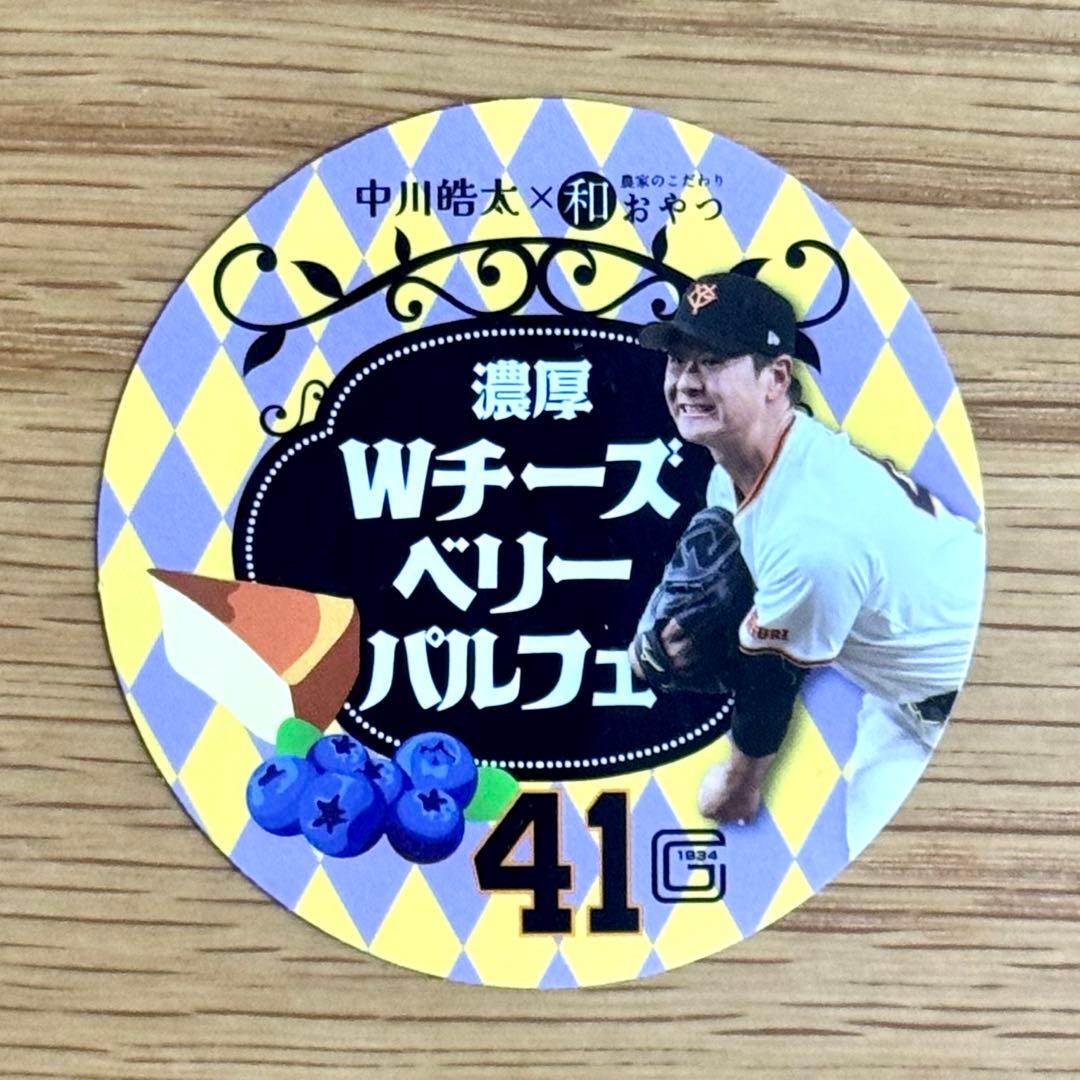 中川皓太×和 農家のこだわり おやつ
YG
濃厚
Wチーズ
ベリー
パルフェ
41
G 1934